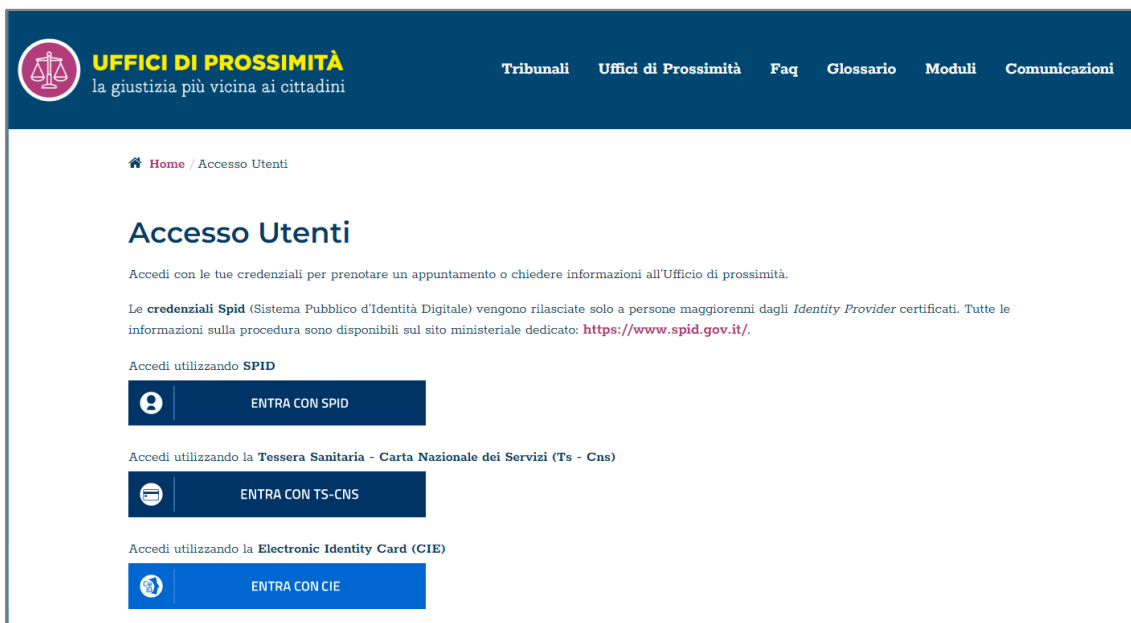 UFFICI DI PROSSIMITÀ
la giustizia più vicina ai cittadini
Tribunali Uffici di Prossimità Faq Glossario Moduli Comunicazioni
Home / Accesso Utenti
Accesso Utenti
Accedi con le tue credenziali per prenotare un appuntamento o chiedere informazioni all'Ufficio di prossimità.
Le credenziali Spid (Sistema Pubblico d'Identità Digitale) vengono rilasciate solo a persone maggiorenni dagli Identity Provider certificati. Tutte le
informazioni sulla procedura sono disponibili sul sito ministeriale dedicato: https://www.spid.gov.it/.
Accedi utilizzando SPID
ENTRA CON SPID
Accedi utilizzando la Tessera Sanitaria - Carta Nazionale dei Servizi (Ts - Cns)
ENTRA CON TS-CNS
Accedi utilizzando la Electronic Identity Card (CIE)
ENTRA CON CIE